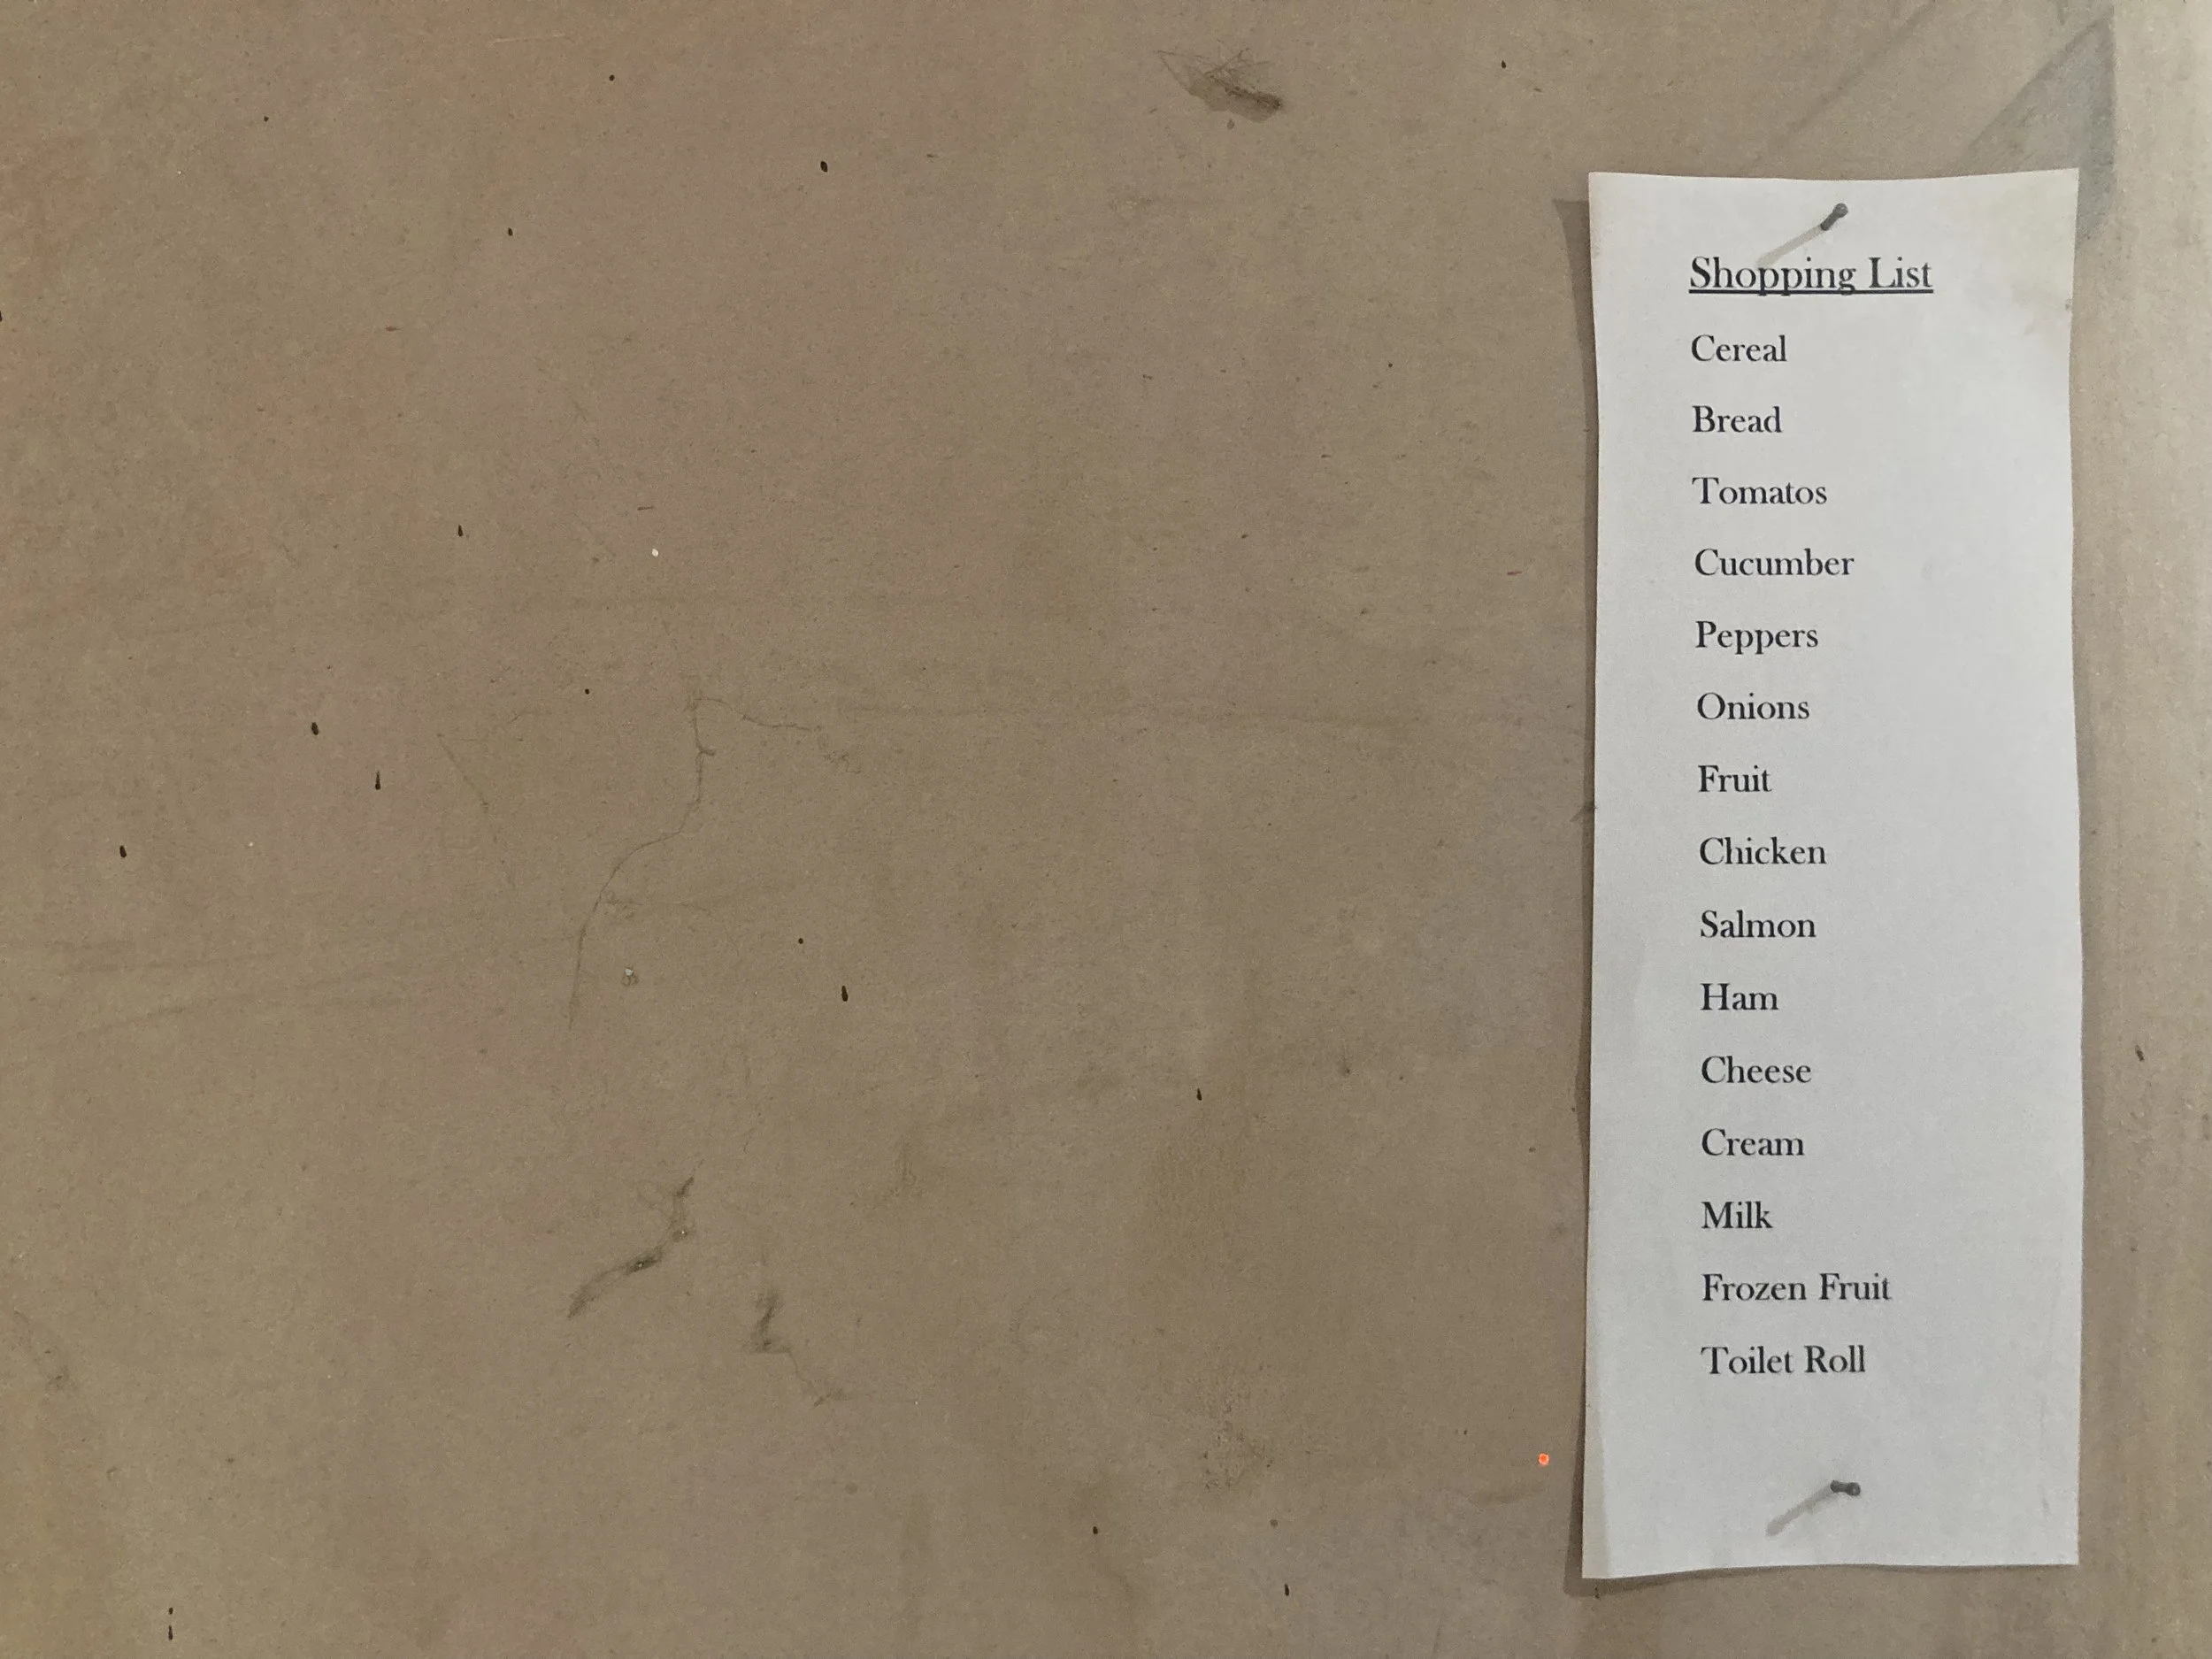 Shopping List
Cereal
Bread
Tomatos
Cucumber
Peppers
Onions
Fruit
Chicken
Salmon
Ham
Cheese
Cream
Milk
Frozen Fruit
Toilet Roll